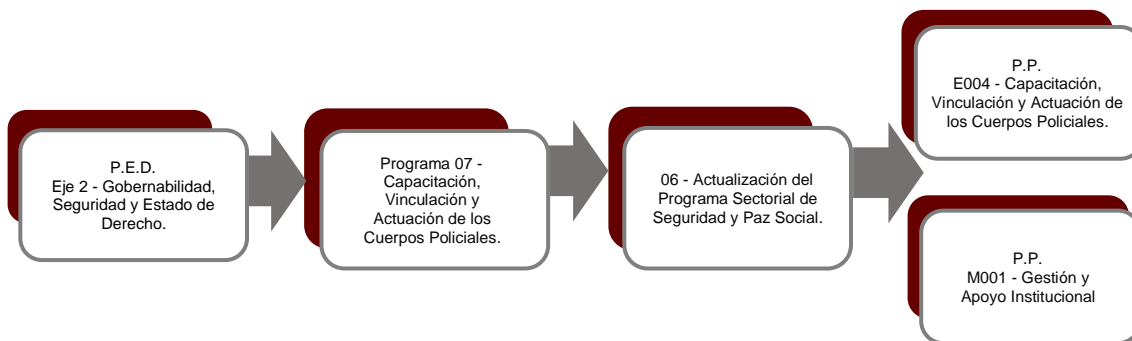 P.E.D.
Eje 2 - Gobernabilidad,
Seguridad y Estado de
Derecho.
Programa 07 -
Capacitación,
Vinculación y
Actuación de los
Cuerpos Policiales.
06 - Actualización del
Programa Sectorial de
Seguridad y Paz Social.
P.P.
E004 - Capacitación,
Vinculación y Actuación de
los Cuerpos Policiales.
P.P.
M001 - Gestión y
Apoyo Institucional